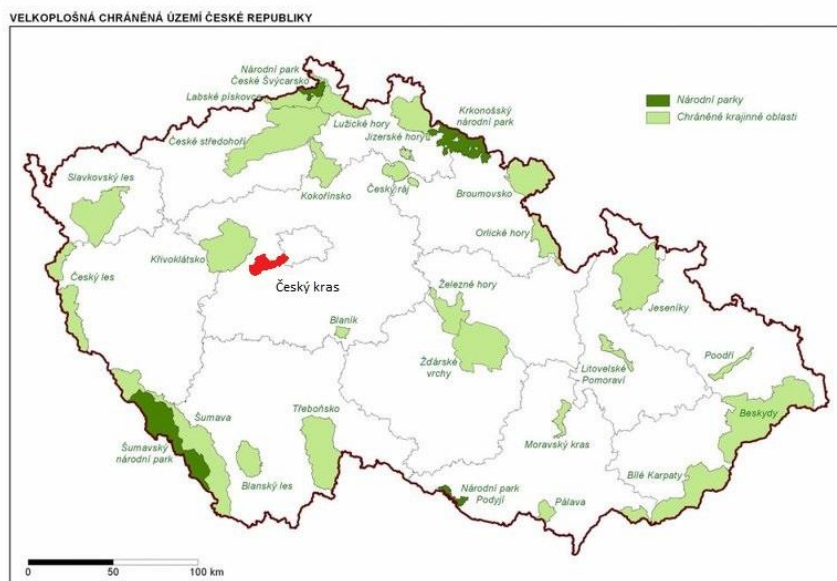 VELKOPLOŠNÁ CHRÁNĚNÁ ÚZEMÍ ČESKÉ REPUBLIKY
Národní park
České Švýcarsko
Labské pískovce
Lužické hory
Jizerské hory
Krkonošský
národní park
Národní parky
Chráněné krajinné oblasti
České středohoří
Slavkovský les
Kokořínsko
Český ráj
Broumovsko
Orlické hory
Křivoklátsko
Český kras
Český les
Železné hory
Jeseníky
Blaník
Žďárské
vrchy
Litovelské
Pomoraví
Poodří
Šumava
Třeboňsko
Beskydy
Šumavský
národní park
Moravský kras
Blanský les
Bílé Karpaty
Národní park
Podyjí
Pálava
0
50
100 km